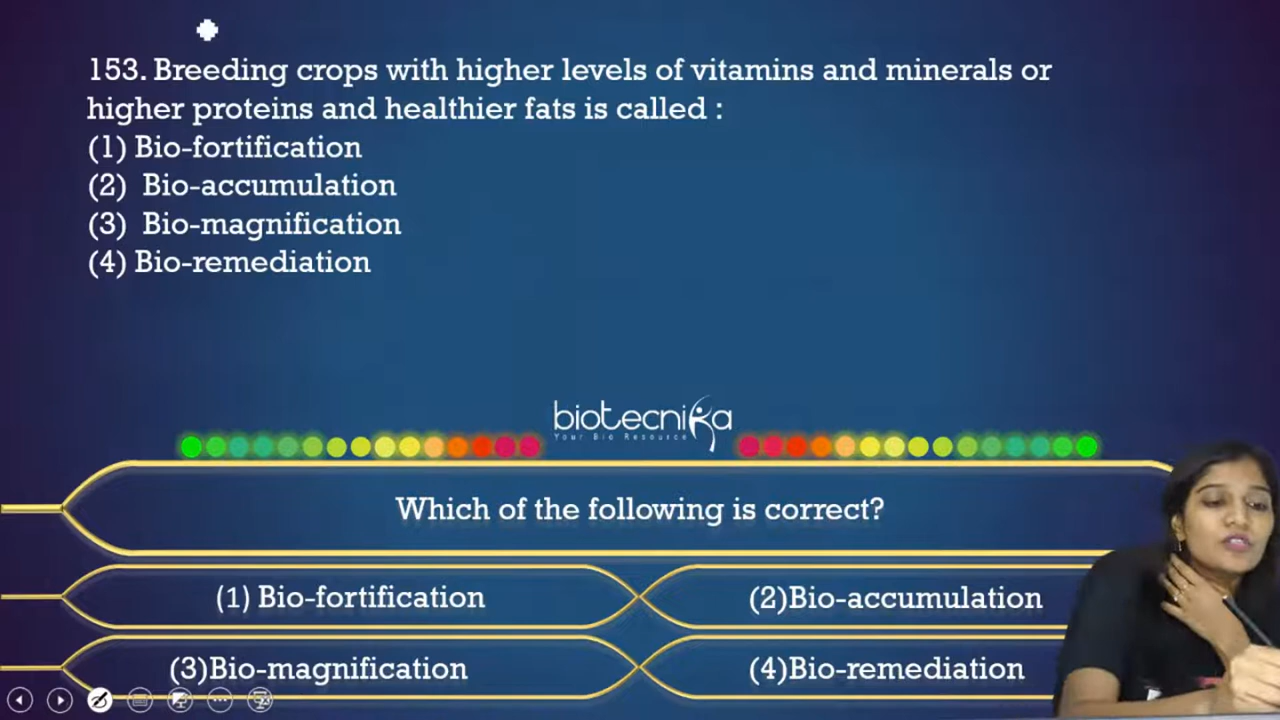 153. Breeding crops with higher levels of vitamins and minerals or
higher proteins and healthier fats is called :
(1) Bio-fortification
(2) Bio-accumulation
(3) Bio-magnification
(4) Bio-remediation
biotecnika
Your Bio Resource
Which of the following is correct?
(1) Bio-fortification
(2)Bio-accumulation
(3)Bio-magnification
(4)Bio-remediation